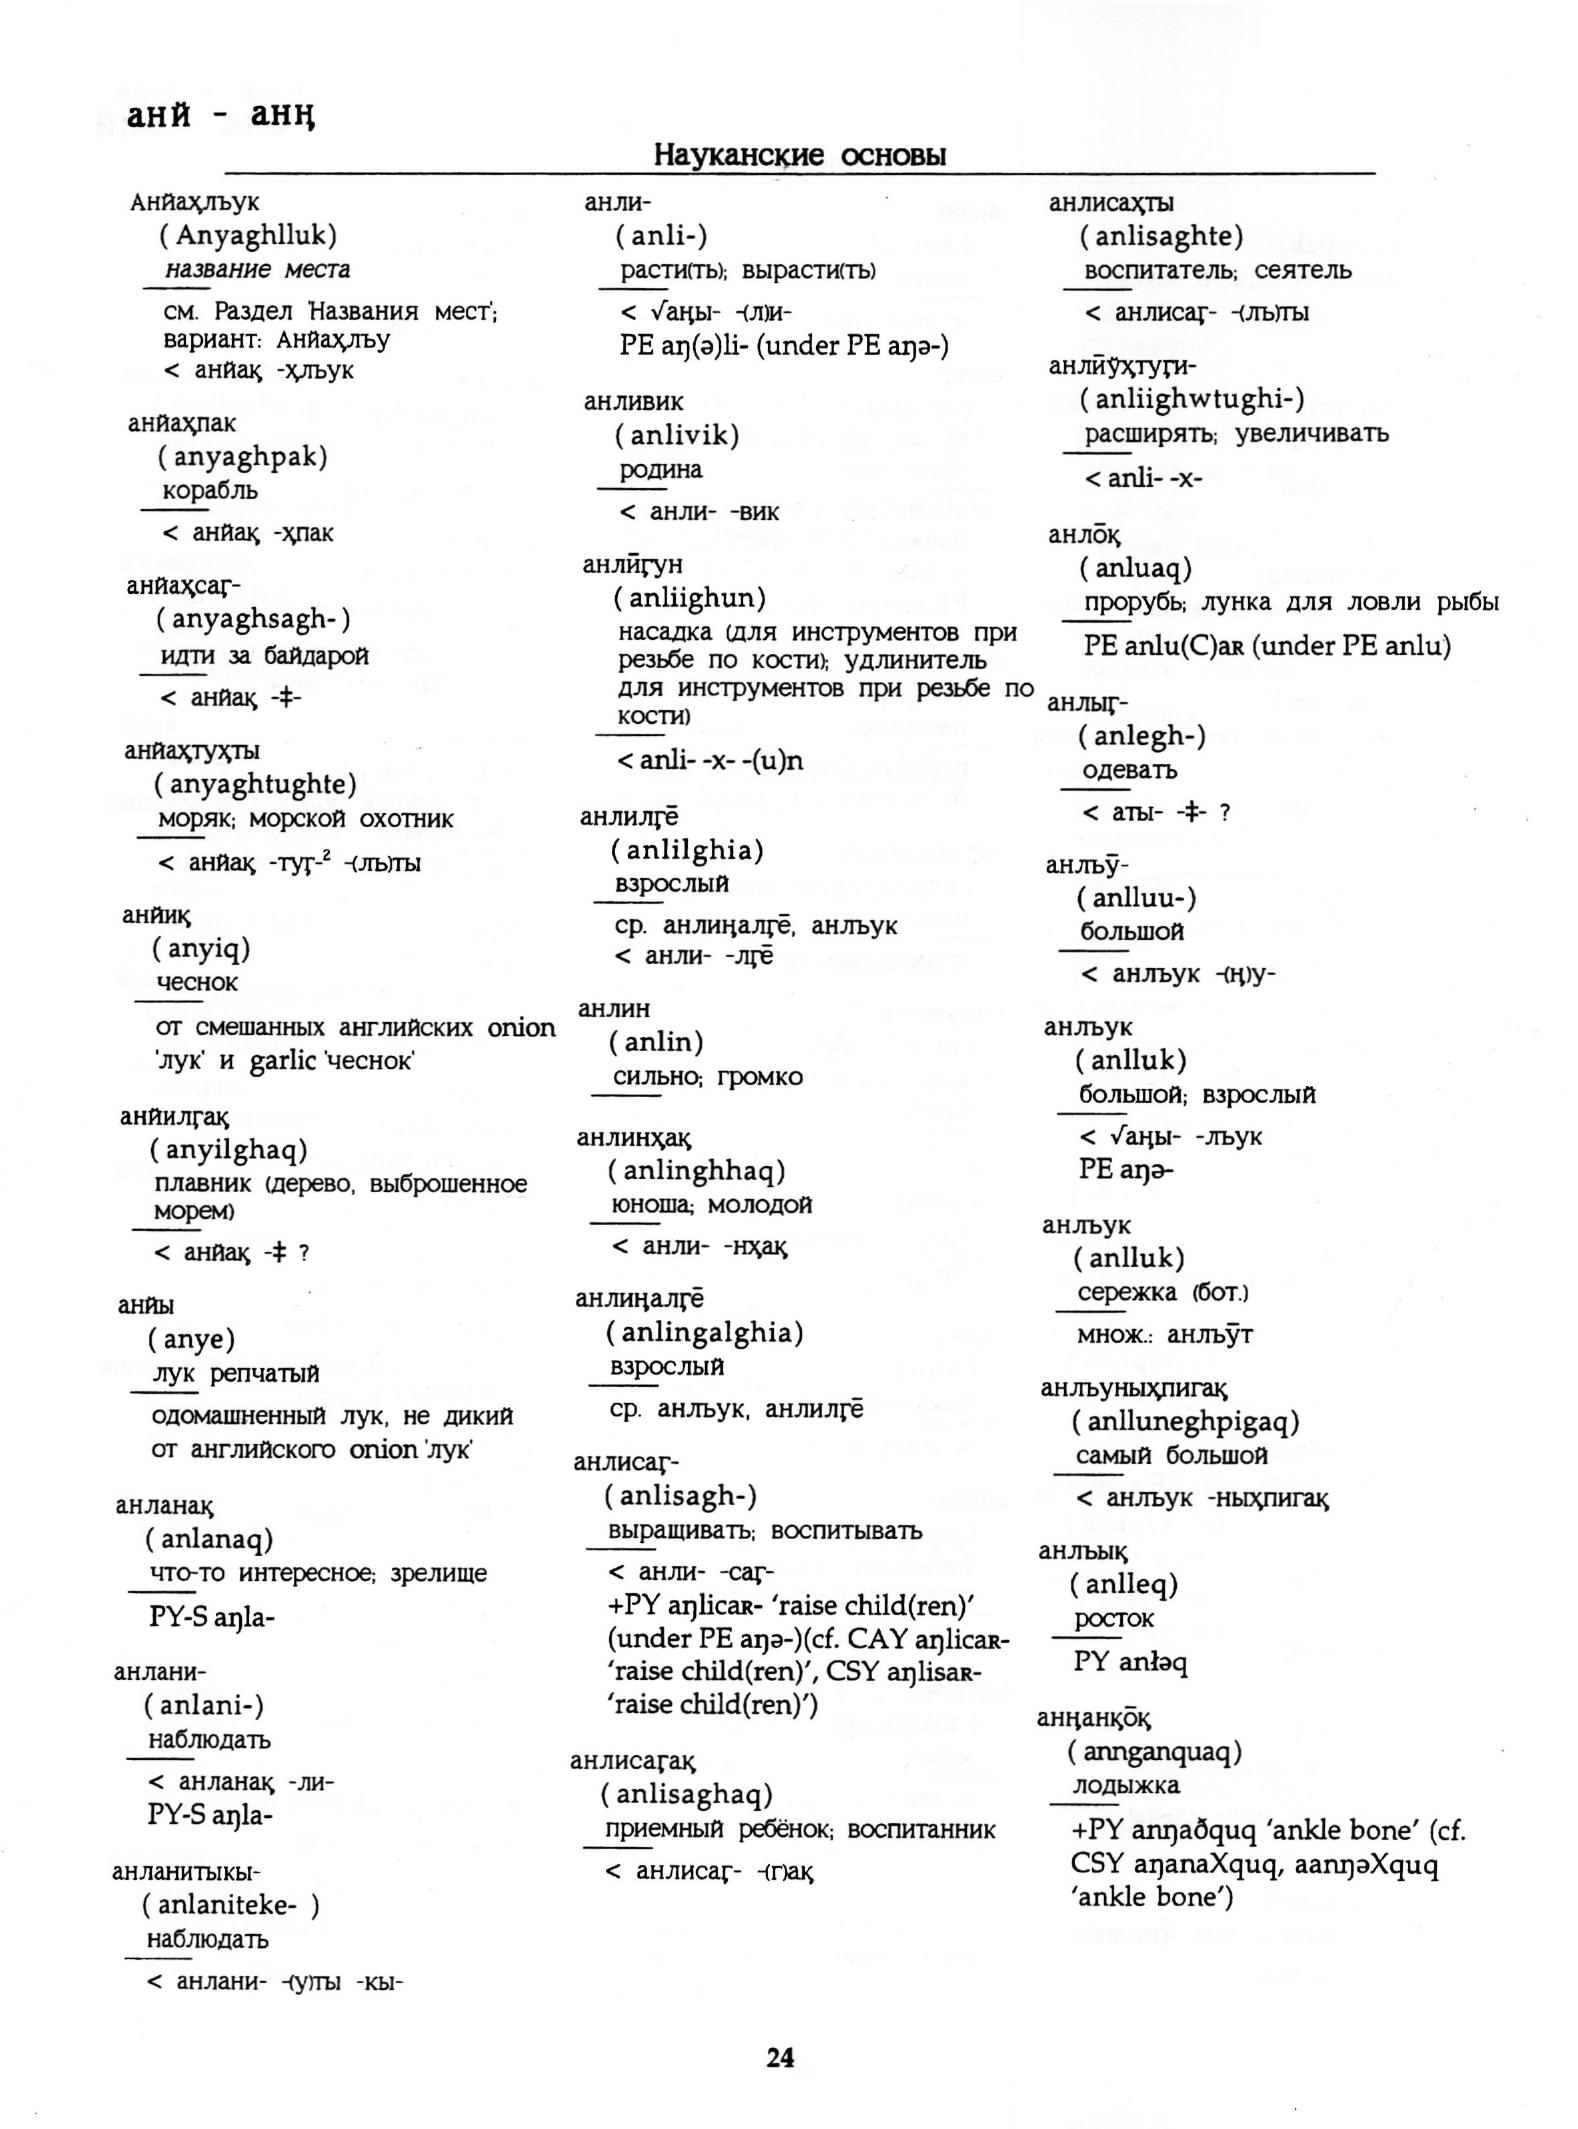 анй - анӊ
Науканские основы
Анйаӽлъук
(Anyaghlluk)
название места
см. Раздел 'Названия мест';
вариант: Анйаӽлъу
< анйаӄ -ӽлъук
анйаӽпак
(anyaghpak)
корабль
< анйаӄ -ӽпак
анйаӽсаӷ-
(anyaghsagh-)
идти за байдарой
< анйаӄ -‡-
анйаӽтуӽты
(anyaghtughte)
моряк; морской охотник
< анйаӄ -туӷ-² -(лъ)ты
анйиӄ
(anyiq)
чеснок
от смешанных английских onion
'лук' и garlic 'чеснок'
анйилӷаӄ
(anyilghaq)
плавник (дерево, выброшенное
морем)
< анйаӄ -‡ ?
анйы
(anye)
лук репчатый
одомашненный лук, не дикий
от английского onion 'лук'
анланаӄ
(anlanaq)
что-то интересное; зрелище
PY-S aŋla-
анлани-
(anlani-)
наблюдать
< анланаӄ -ли-
PY-S aŋla-
анланитыкы-
(anlaniteke- )
наблюдать
< анлани- -(у)ты -кы-
анли-
(anli-)
расти(ть); вырасти(ть)
< √аӊы- -(л)и-
PE aŋ(ə)li- (under PE aŋə-)
анливик
(anlivik)
родина
< анли- -вик
анлӣӷун
(anliighun)
насадка (для инструментов при
резьбе по кости); удлинитель
для инструментов при резьбе по
кости)
< anli- -x- -(u)n
анлилӷē
(anlilghia)
взрослый
ср. анлиӊалӷē, анлъук
< анли- -лӷē
анлин
(anlin)
сильно; громко
анлинӽаӄ
(anlinghhaq)
юноша; молодой
< анли- -нӽаӄ
анлиӊалӷē
(anlingalghia)
взрослый
ср. анлъук, анлилӷē
анлисаӷ-
(anlisagh-)
выращивать; воспитывать
< анли- -саӷ-
+PY aŋlicaʀ- 'raise child(ren)'
(under PE aŋə-)(cf. CAY aŋlicaʀ-
'raise child(ren)', CSY aŋlisaʀ-
'raise child(ren)')
анлисаӷаӄ
(anlisaghaq)
приемный ребёнок; воспитанник
< анлисаӷ- -(г)аӄ
анлисаӽты
(anlisaghte)
воспитатель; сеятель
< анлисаӷ- -(лъ)ты
анлӣўӽтуӷи-
(anliighwtughi-)
расширять; увеличивать
< anli- -x-
анлōӄ
(anluaq)
прорубь; лунка для ловли рыбы
PE anlu(C)aʀ (under PE anlu)
анлыӷ-
(anlegh-)
одевать
< аты- -‡- ?
анлъӯ-
(anlluu-)
большой
< анлъук -(ӊ)у-
анлъук
(anlluk)
большой; взрослый
< √аӊы- -лъук
PE aŋə-
анлъук
(anlluk)
сережка (бот.)
множ.: анлъӯт
анлъуныӽпигаӄ
(anlluneghpigaq)
самый большой
< анлъук -ныӽпигаӄ
анлъыӄ
(anlleq)
росток
PY anłəq
анӊанӄōӄ
(annganquaq)
лодыжка
+PY anŋaðquq 'ankle bone' (cf.
CSY aŋanaXquq, aanŋəXquq
'ankle bone')
24